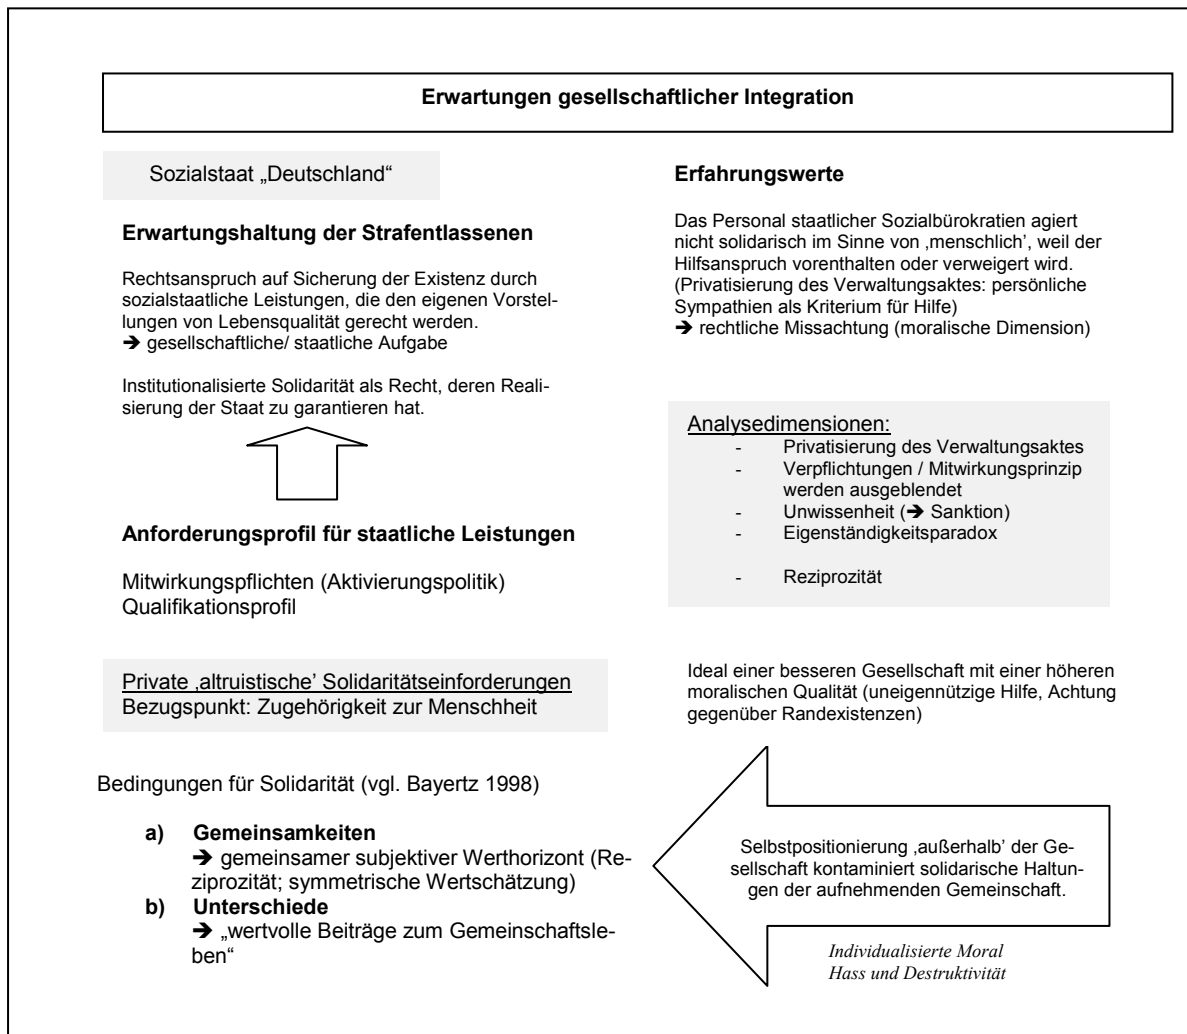 Erwartungen gesellschaftlicher Integration
Sozialstaat „Deutschland“
Erwartungshaltung der Strafentlassenen
Rechtsanspruch auf Sicherung der Existenz durch
sozialstaatliche Leistungen, die den eigenen Vorstel-
lungen von Lebensqualität gerecht werden.
➔ gesellschaftliche/ staatliche Aufgabe
Institutionalisierte Solidarität als Recht, deren Reali-
sierung der Staat zu garantieren hat.
Anforderungsprofil für staatliche Leistungen
Mitwirkungspflichten (Aktivierungspolitik)
Qualifikationsprofil
Erfahrungswerte
Das Personal staatlicher Sozialbürokratien agiert
nicht solidarisch im Sinne von ‚menschlich’, weil der
Hilfsanspruch vorenthalten oder verweigert wird.
(Privatisierung des Verwaltungsaktes: persönliche
Sympathien als Kriterium für Hilfe)
➔ rechtliche Missachtung (moralische Dimension)
Analysedimensionen:
- Privatisierung des Verwaltungsaktes
- Verpflichtungen / Mitwirkungsprinzip
werden ausgeblendet
- Unwissenheit (➔ Sanktion)
- Eigenständigkeitsparadox
- Reziprozität
Private ‚altruistische’ Solidaritätseinforderungen
Bezugspunkt: Zugehörigkeit zur Menschheit
Ideal einer besseren Gesellschaft mit einer höheren
moralischen Qualität (uneigennützige Hilfe, Achtung
gegenüber Randexistenzen)
Bedingungen für Solidarität (vgl. Bayertz 1998)
a) Gemeinsamkeiten
➔ gemeinsamer subjektiver Werthorizont (Re-
ziprozität; symmetrische Wertschätzung)
b) Unterschiede
➔ „wertvolle Beiträge zum Gemeinschaftsle-
ben“
Selbstpositionierung ‚außerhalb’ der Ge-
sellschaft kontaminiert solidarische Haltun-
gen der aufnehmenden Gemeinschaft.
Individualisierte Moral
Hass und Destruktivität